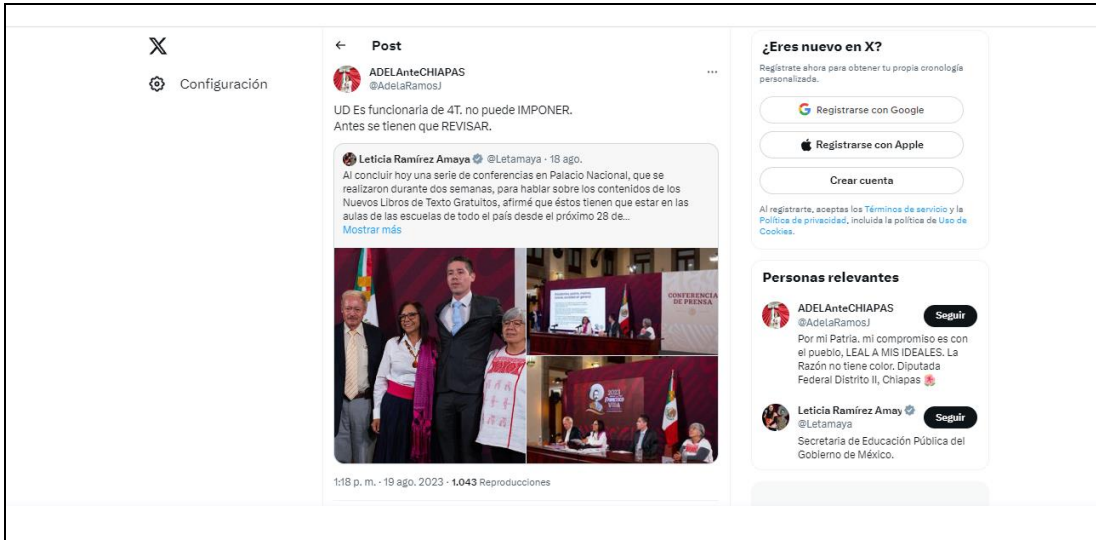 Configuración
Post
ADELAnteCHIAPAS
@AdelaRamosJ
UD Es funcionaria de 4T. no puede IMPONER.
Antes se tienen que REVISAR.
Leticia Ramírez Amaya @Letamaya · 18 ago.
Al concluir hoy una serie de conferencias en Palacio Nacional, que se
realizaron durante dos semanas, para hablar sobre los contenidos de los
Nuevos Libros de Texto Gratuitos, afirmé que éstos tienen que estar en las
aulas de las escuelas de todo el país desde el próximo 28 de...
Mostrar más
CONFERENCIA
DE PRENSA
1:18 p. m. · 19 ago. 2023 · 1.043 Reproducciones
¿Eres nuevo en X?
Regístrate ahora para obtener tu propia cronología
personalizada.
Registrarse con Google
Registrarse con Apple
Crear cuenta
Al registrarte, aceptas los Términos de servicio y la
Política de privacidad, incluida la política de Uso de
Cookies.
Personas relevantes
ADELAnteCHIAPAS
@AdelaRamosJ
Seguir
Por mi Patria. mi compromiso es con
el pueblo, LEAL A MIS IDEALES. La
Razón no tiene color. Diputada
Federal Distrito II, Chiapas
Leticia Ramírez Amay
@Letamaya
Seguir
Secretaria de Educación Pública del
Gobierno de México.